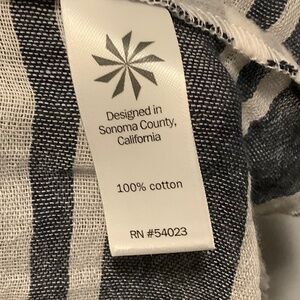 Designed in
Sonoma County,
California
100% cotton
RN #54023